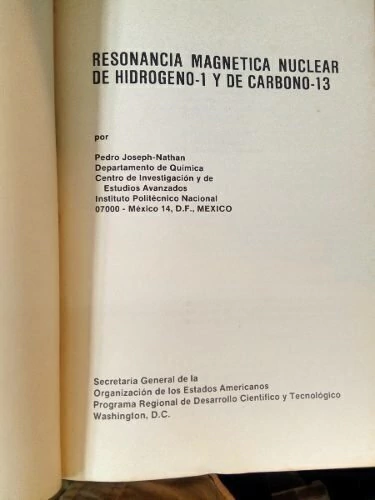 RESONANCIA MAGNETICA NUCLEAR
DE HIDROGENO-1 Y DE CARBONO-13
por
Pedro Joseph-Nathan
Departamento de Química
Centro de Investigación y de
Estudios Avanzados
Instituto Politécnico Nacional
07000 - México 14, D.F., MEXICO
Secretaría General de la
Organización de los Estados Americanos
Programa Regional de Desarrollo Científico y Tecnológico
Washington, D.C.